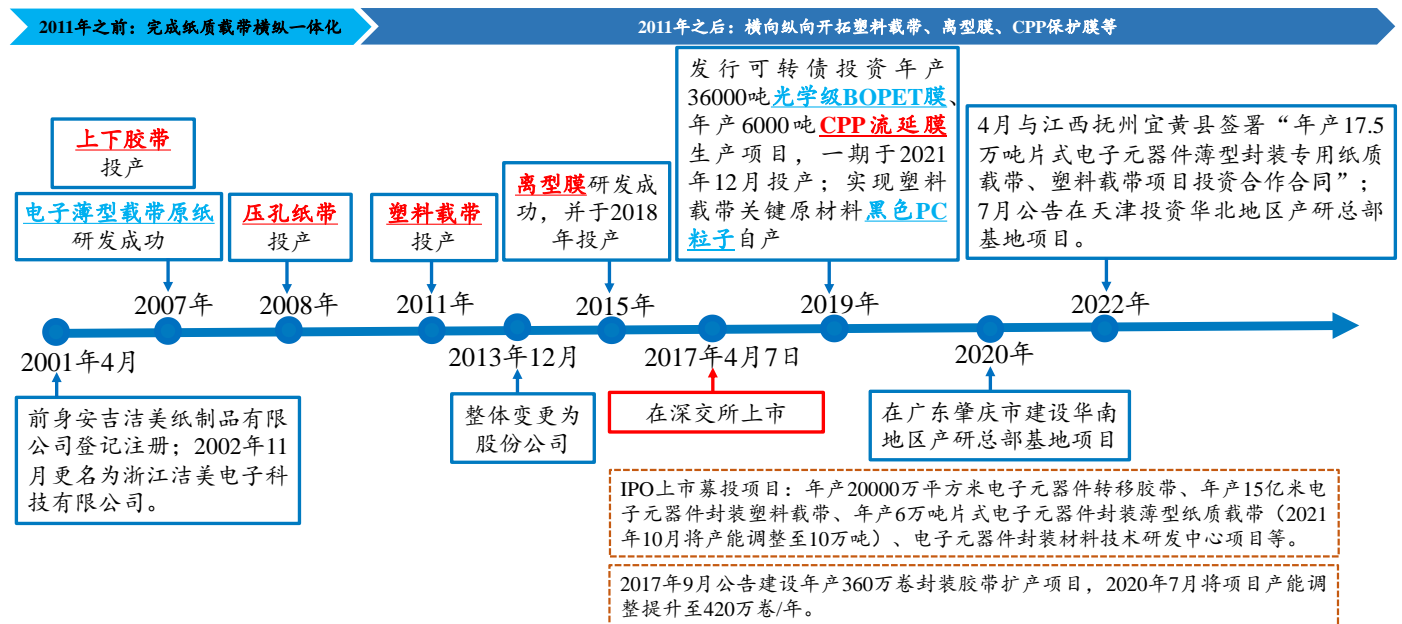 2011年之前：完成纸质载带横纵一体化
2011年之后：横向纵向开拓塑料载带、离型膜、CPP保护膜等
上下胶带
投产
电子薄型载带原纸
研发成功
压孔纸带
投产
塑料载带
投产
离型膜研发成
功，并于2018
年投产
发行可转债投资年产
36000吨光学级BOPET膜、
年产6000吨CPP流延膜
生产项目，一期于2021
年12月投产；实现塑料
载带关键原材料黑色PC
粒子自产
4月与江西抚州宜黄县签署“年产17.5
万吨片式电子元器件薄型封装专用纸质
载带、塑料载带项目投资合作合同”；
7月公告在天津投资华北地区产研总部
基地项目。
2007年
2008年
2011年
2015年
2019年
2022年
2001年4月
2013年12月
2017年4月7日
2020年
前身安吉洁美纸制品有限
公司登记注册；2002年11
月更名为浙江洁美电子科
技有限公司。
整体变更为
股份公司
在深交所上市
在广东肇庆市建设华南
地区产研总部基地项目
IPO上市募投项目：年产20000万平方米电子元器件转移胶带、年产15亿米电
子元器件封装塑料载带、年产6万吨片式电子元器件封装薄型纸质载带（2021
年10月将产能调整至10万吨）、电子元器件封装材料技术研发中心项目等。
2017年9月公告建设年产360万卷封装胶带扩产项目，2020年7月将项目产能调
整提升至420万卷/年。